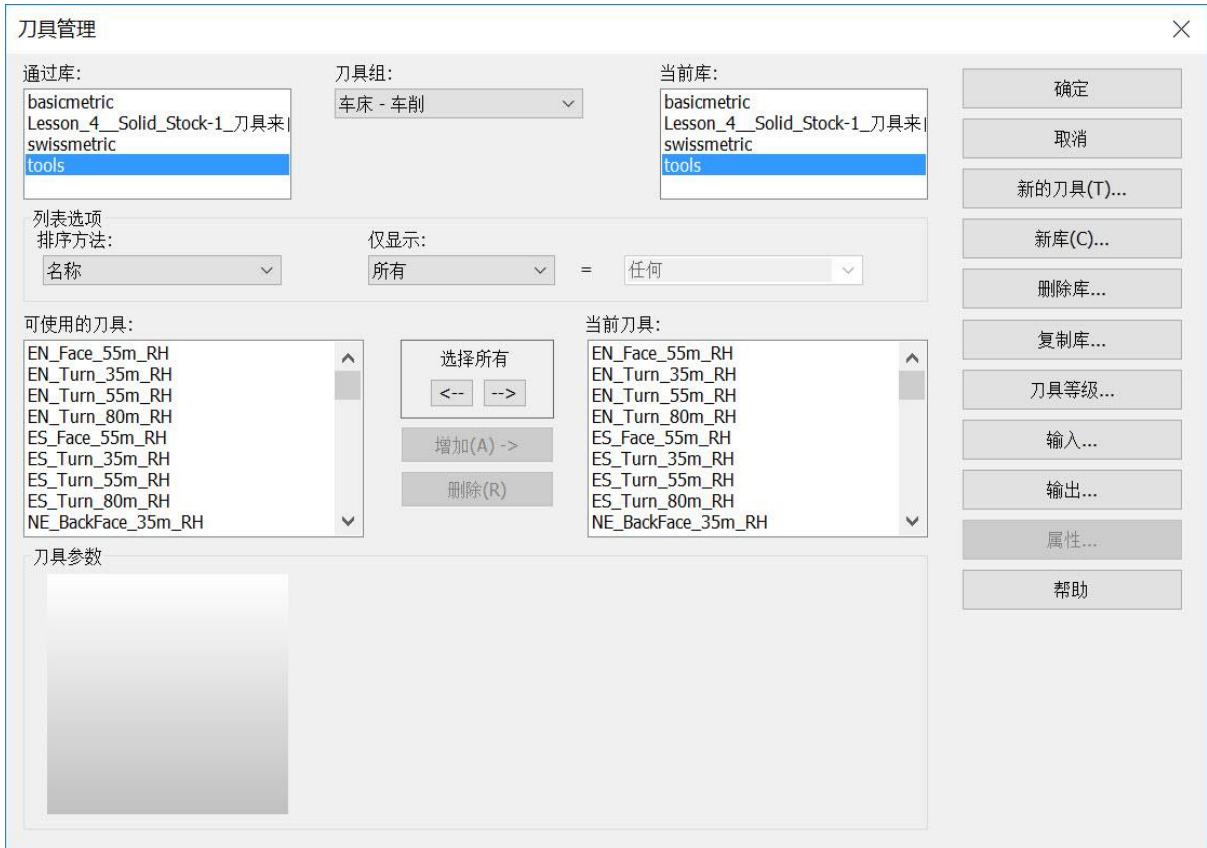 刀具管理
通过库:
basicmetric
Lesson_4__Solid_Stock-1_刀具来
swissmetric
tools
刀具组:
车床 - 车削
当前库:
basicmetric
Lesson_4__Solid_Stock-1_刀具来
swissmetric
tools
列表选项
排序方法:
名称
仅显示:
所有
=
任何
可使用的刀具:
EN_Face_55m_RH
EN_Turn_35m_RH
EN_Turn_55m_RH
EN_Turn_80m_RH
ES_Face_55m_RH
ES_Turn_35m_RH
ES_Turn_55m_RH
ES_Turn_80m_RH
NE_BackFace_35m_RH
选择所有
<-- -->
增加(A) ->
删除(R)
当前刀具:
EN_Face_55m_RH
EN_Turn_35m_RH
EN_Turn_55m_RH
EN_Turn_80m_RH
ES_Face_55m_RH
ES_Turn_35m_RH
ES_Turn_55m_RH
ES_Turn_80m_RH
NE_BackFace_35m_RH
刀具参数
确定
取消
新的刀具(T)...
新库(C)...
删除库...
复制库...
刀具等级...
输入...
输出...
属性...
帮助